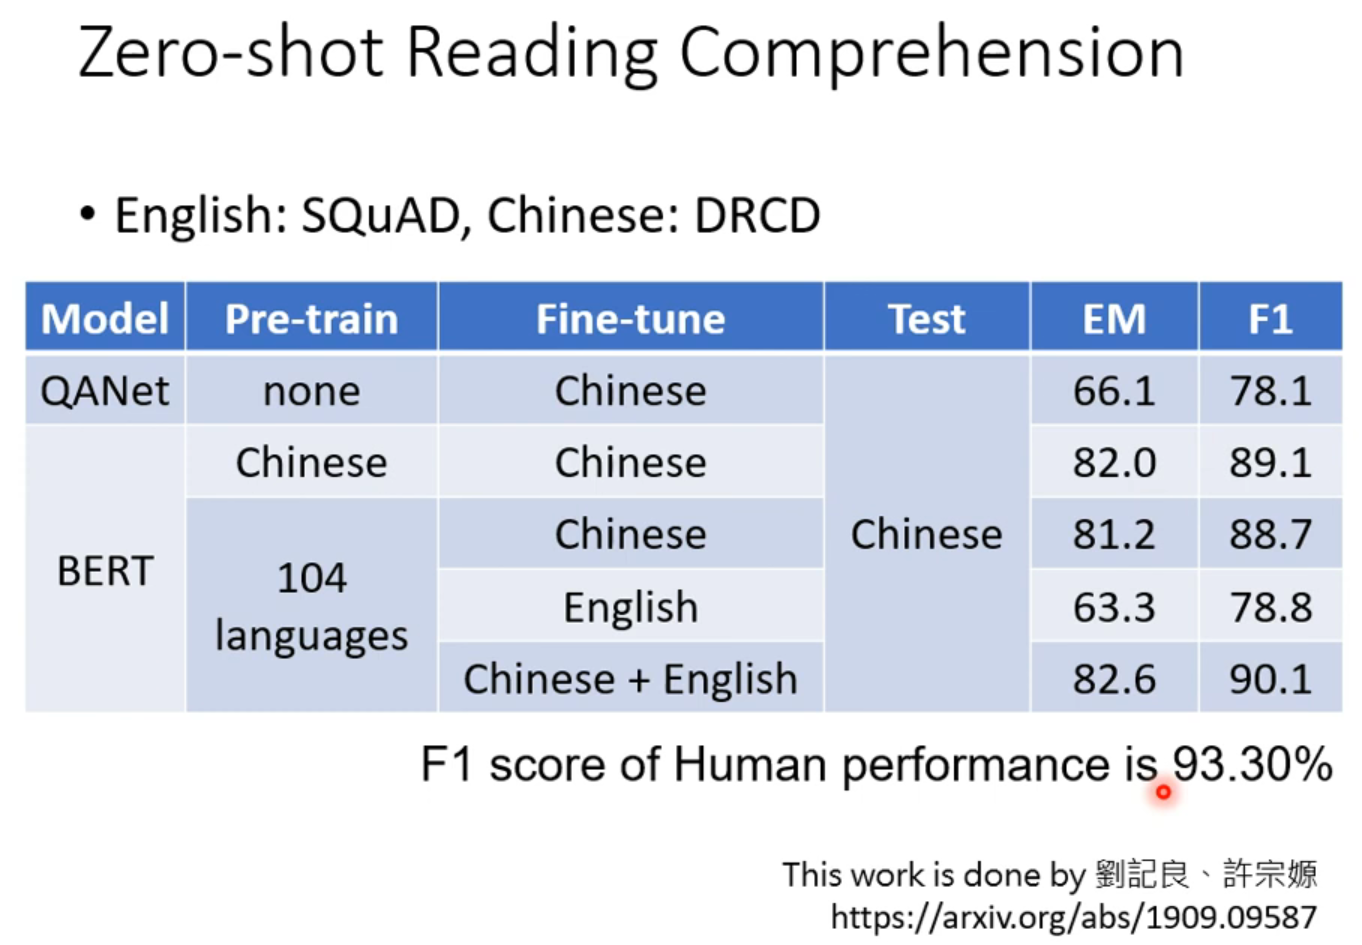 Zero-shot Reading Comprehension
• English: SQuAD, Chinese: DRCD
Model Pre-train Fine-tune Test EM F1
QANet none Chinese 66.1 78.1
Chinese Chinese 82.0 89.1
BERT 104 languages Chinese Chinese 81.2 88.7
English 63.3 78.8
Chinese + English 82.6 90.1
F1 score of Human performance is 93.30%
This work is done by 劉記良、許宗嫄
https://arxiv.org/abs/1909.09587